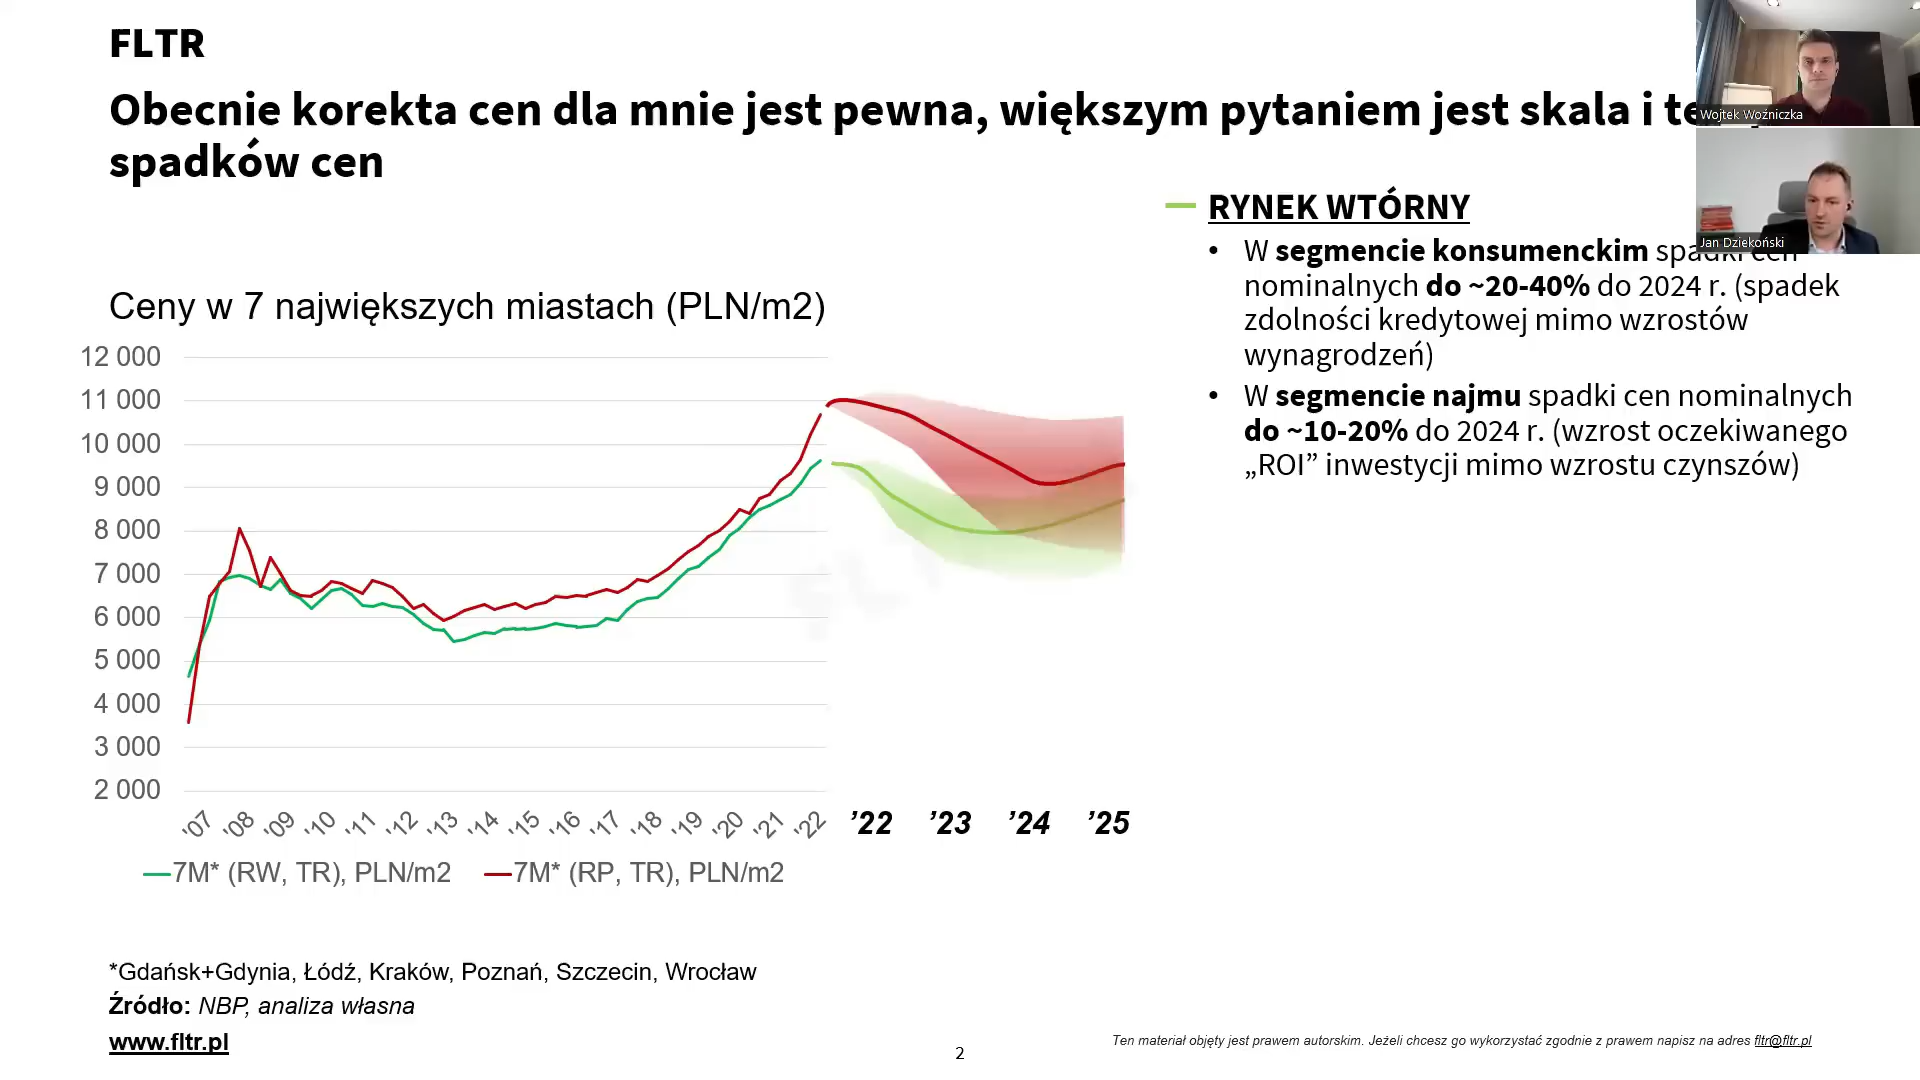 FLTR
Obecnie korekta cen dla mnie jest pewna, większym pytaniem jest skala i
spadków cen
Wojtek Woźniczka
Jan Dziekoński
RYNEK WTÓRNY
• W segmencie konsumenckim spadki cen
nominalnych do ~20-40% do 2024 r. (spadek
zdolności kredytowej mimo wzrostów
wynagrodzeń)
• W segmencie najmu spadki cen nominalnych
do ~10-20% do 2024 r. (wzrost oczekiwanego
„ROI” inwestycji mimo wzrostu czynszów)
Ceny w 7 największych miastach (PLN/m2)
12 000
11 000
10 000
9 000
8 000
7 000
6 000
5 000
4 000
3 000
2 000
'07 '08 '09 '10 '11 '12 '13 '14 '15 '16 '17 '18 '19 '20 '21 '22 ’22 ’23 ’24 ’25
7M* (RW, TR), PLN/m2 7M* (RP, TR), PLN/m2
*Gdańsk+Gdynia, Łódź, Kraków, Poznań, Szczecin, Wrocław
Źródło: NBP, analiza własna
www.fltr.pl
2
Ten materiał objęty jest prawem autorskim. Jeżeli chcesz go wykorzystać zgodnie z prawem napisz na adres fltr@fltr.pl